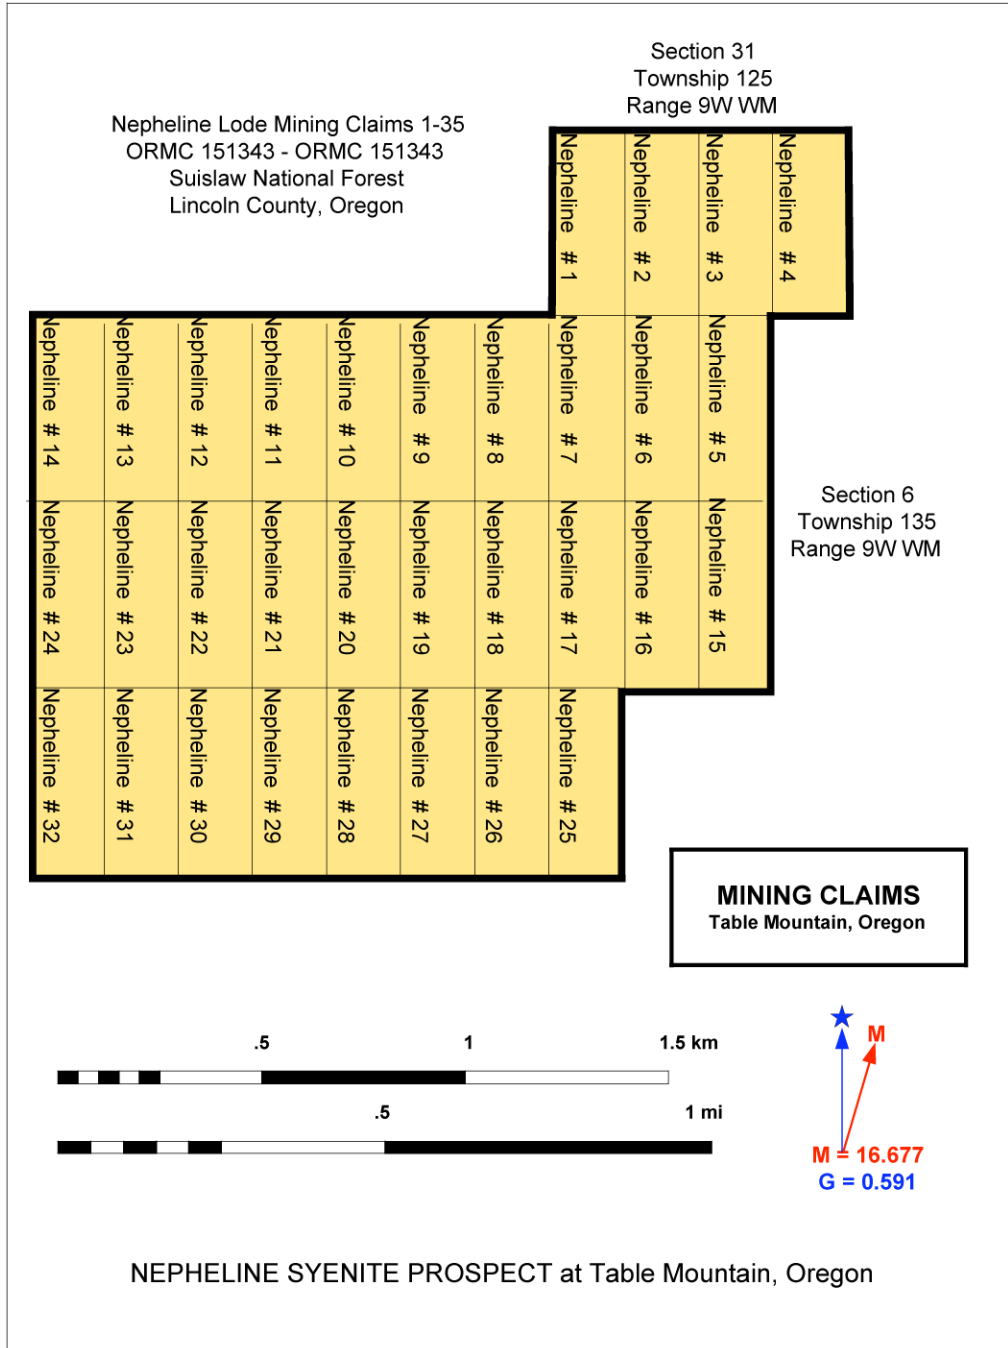 Section 31
Township 125
Range 9W WM
Nepheline Lode Mining Claims 1-35
ORMC 151343 - ORMC 151343
Suislaw National Forest
Lincoln County, Oregon
Nepheline # 1
Nepheline # 2
Nepheline # 3
Nepheline # 4
Nepheline # 14
Nepheline # 13
Nepheline # 12
Nepheline # 11
Nepheline # 10
Nepheline # 9
Nepheline # 8
Nepheline # 7
Nepheline # 6
Nepheline # 5
Section 6
Township 135
Range 9W WM
Nepheline # 24
Nepheline # 23
Nepheline # 22
Nepheline # 21
Nepheline # 20
Nepheline # 19
Nepheline # 18
Nepheline # 17
Nepheline # 16
Nepheline # 15
Nepheline # 32
Nepheline # 31
Nepheline # 30
Nepheline # 29
Nepheline # 28
Nepheline # 27
Nepheline # 26
Nepheline # 25
MINING CLAIMS
Table Mountain, Oregon
.5 1 1.5 km
.5 1 mi
M
M = 16.677
G = 0.591
NEPHELINE SYENITE PROSPECT at Table Mountain, Oregon